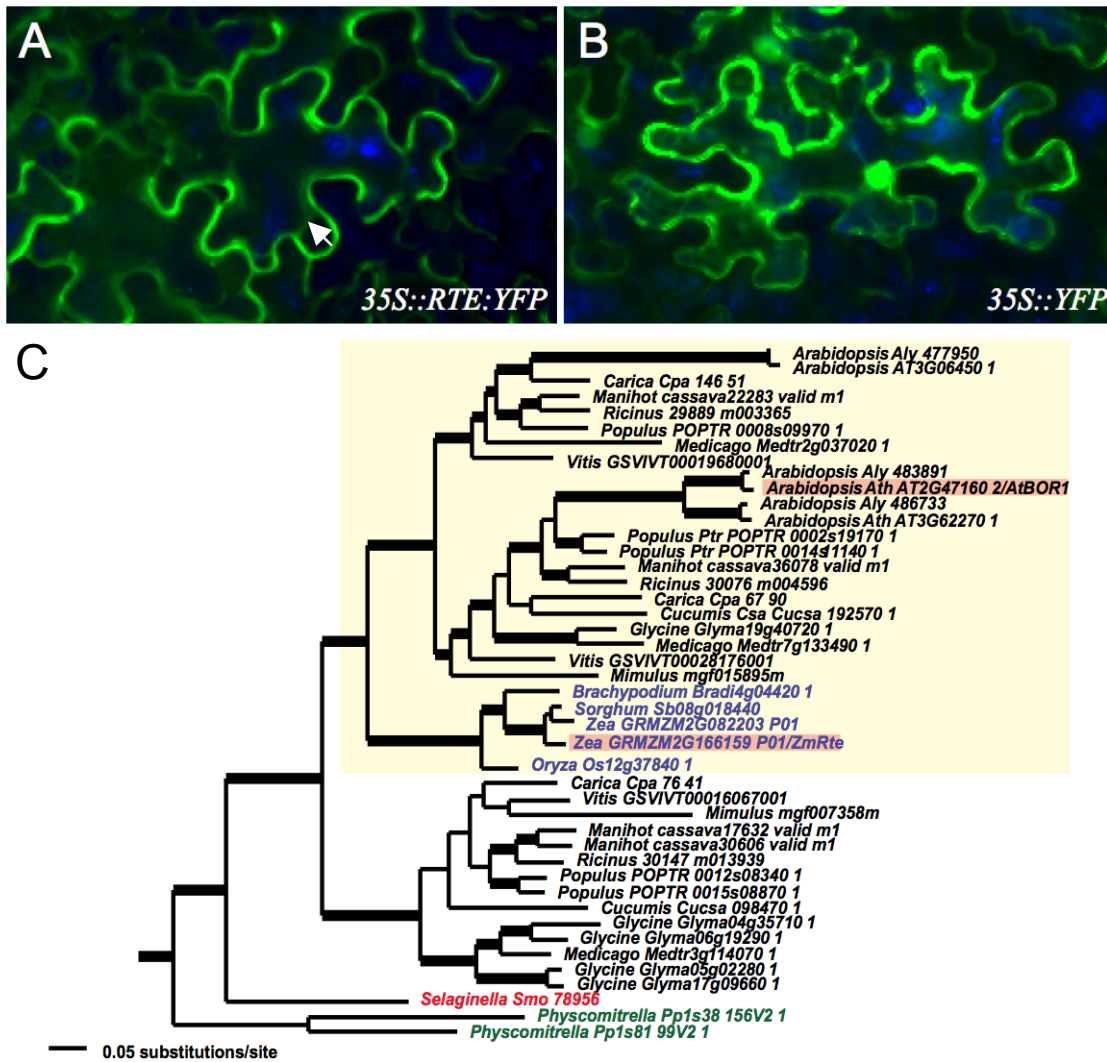 A
35S::RTE:YFP
B
35S::YFP
C
Arabidopsis Aly 477950
Arabidopsis AT3G06450 1
Carica Cpa 146 51
Manihot cassava22283 valid m1
Ricinus 29889 m003365
Populus POPTR 0008s09970 1
Medicago Medtr2g037020 1
Vitis GSVIVT00019680001
Arabidopsis Aly 483891
Arabidopsis Ath AT2G47160 2/AtBOR1
Arabidopsis Aly 486733
Arabidopsis Ath AT3G62270 1
Populus Ptr POPTR 0002s19170 1
Populus Ptr POPTR 0014s11140 1
Manihot cassava36078 valid m1
Ricinus 30076 m004596
Carica Cpa 67 90
Cucumis Csa Cucsa 192570 1
Glycine Glyma19g40720 1
Medicago Medtr7g133490 1
Vitis GSVIVT00028176001
Mimulus mgf015895m
Brachypodium Bradi4g04420 1
Sorghum Sb08g018440
Zea GRMZM2G082203 P01
Zea GRMZM2G166159 P01/ZmRte
Oryza Os12g37840 1
Carica Cpa 76 41
Vitis GSVIVT00016067001
Mimulus mgf007358m
Manihot cassava17632 valid m1
Manihot cassava30606 valid m1
Ricinus 30147 m013939
Populus POPTR 0012s08340 1
Populus POPTR 0015s08870 1
Cucumis Cucsa 098470 1
Glycine Glyma04g35710 1
Glycine Glyma06g19290 1
Medicago Medtr3g114070 1
Glycine Glyma05g02280 1
Glycine Glyma17g09660 1
Selaginella Smo 78956
Physcomitrella Pp1s38 156V2 1
Physcomitrella Pp1s81 99V2 1
0.05 substitutions/site